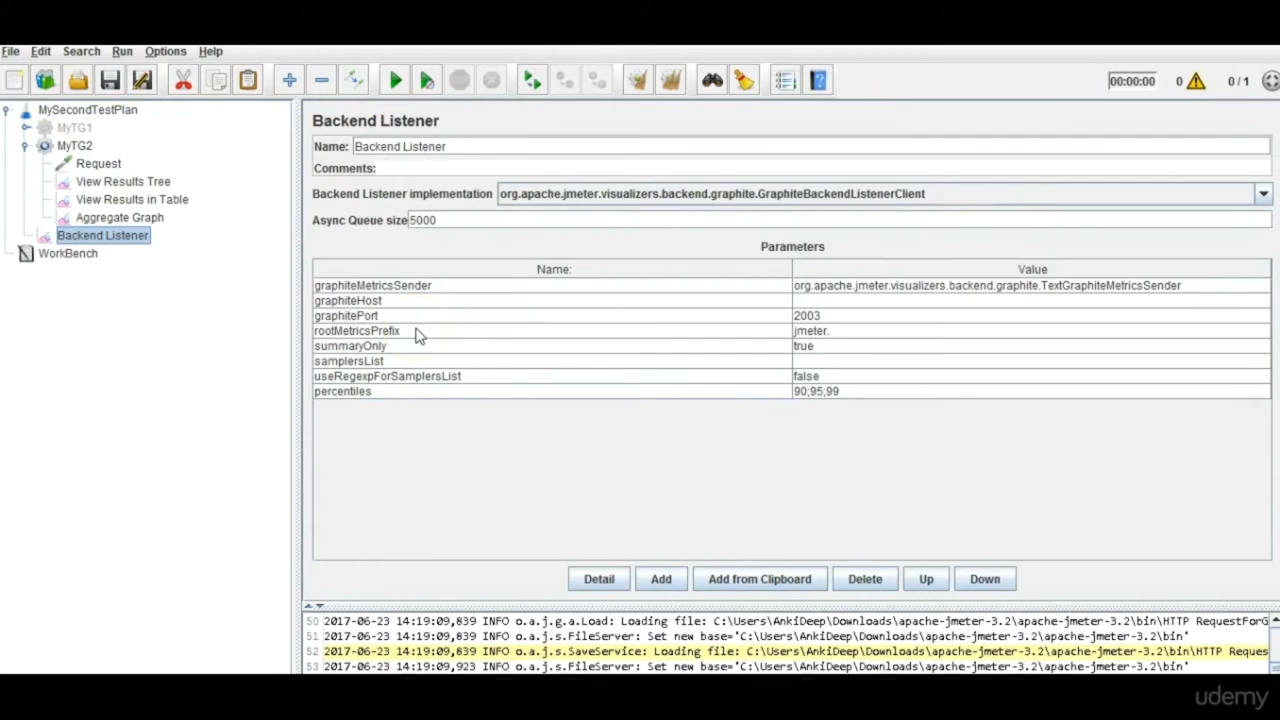 File Edit Search Run Options Help
00:00:00 0 0 / 1
MySecondTestPlan
MyTG1
MyTG2
Request
View Results Tree
View Results in Table
Aggregate Graph
Backend Listener
WorkBench
Backend Listener
Name: Backend Listener
Comments:
Backend Listener implementation org.apache.jmeter.visualizers.backend.graphite.GraphiteBackendListenerClient
Async Queue size 5000
Parameters
Name: Value
graphiteMetricsSender org.apache.jmeter.visualizers.backend.graphite.TextGraphiteMetricsSender
graphiteHost
graphitePort 2003
rootMetricsPrefix jmeter.
summaryOnly true
samplersList
useRegexpForSamplersList false
percentiles 90;95;99
Detail Add Add from Clipboard Delete Up Down
50 2017-06-23 14:19:09,839 INFO o.a.j.g.a.Load: Loading file: C:\Users\AnkiDeep\Downloads\apache-jmeter-3.2\apache-jmeter-3.2\bin\HTTP RequestForG
51 2017-06-23 14:19:09,839 INFO o.a.j.s.FileServer: Set new base='C:\Users\AnkiDeep\Downloads\apache-jmeter-3.2\apache-jmeter-3.2\bin'
52 2017-06-23 14:19:09,839 INFO o.a.j.s.SaveService: Loading file: C:\Users\AnkiDeep\Downloads\apache-jmeter-3.2\apache-jmeter-3.2\bin\HTTP Reques
53 2017-06-23 14:19:09,923 INFO o.a.j.s.FileServer: Set new base='C:\Users\AnkiDeep\Downloads\apache-jmeter-3.2\apache-jmeter-3.2\bin'
udemy